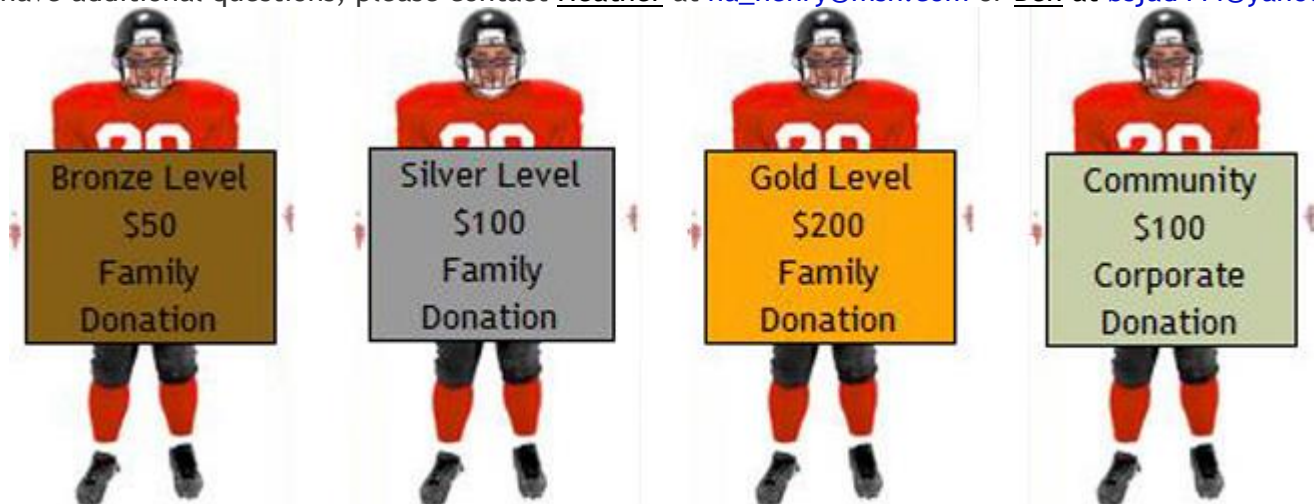 have additional questions, please contact Heather at
Bronze Level
$50
Family
Donation
Silver Level
$100
Family
Donation
Gold Level
$200
Family
Donation
Community
$100
Corporate
Donation